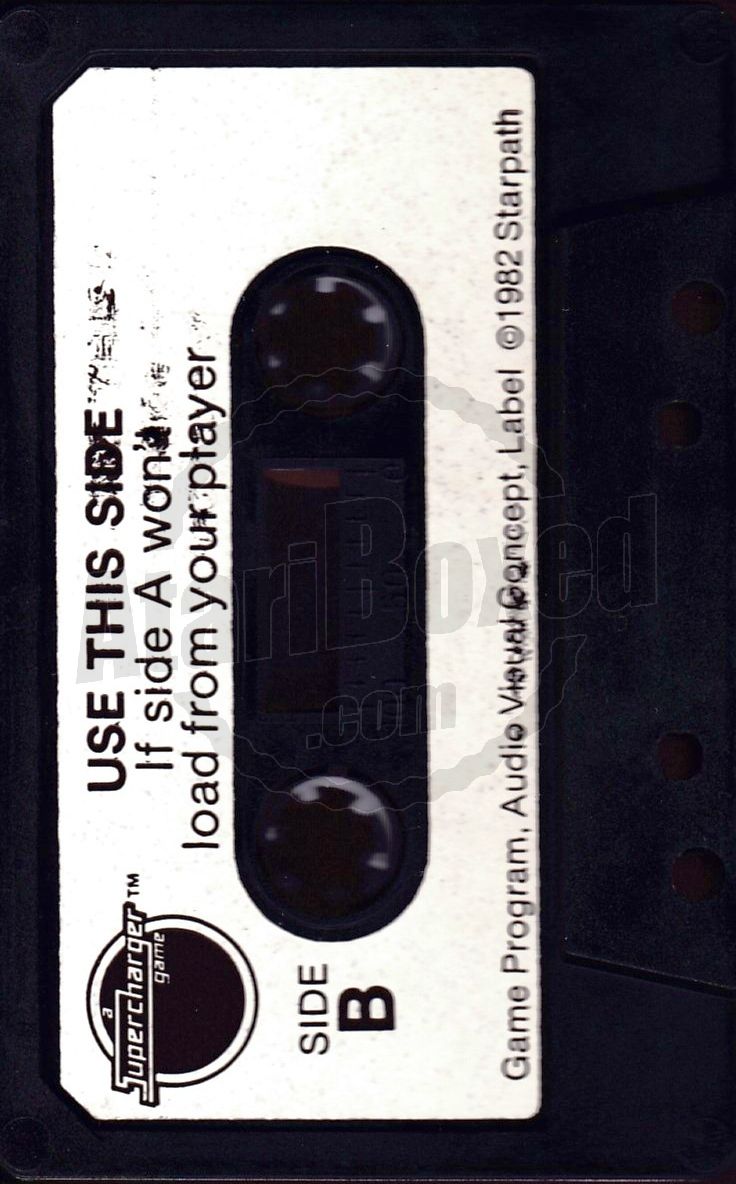 USE THIS SIDE
If side A won't
load from your player
a
Supercharger™
game
SIDE
B
Game Program, Audio Visual Concept, Label ©1982 Starpath
AtariBoxed
.com
50